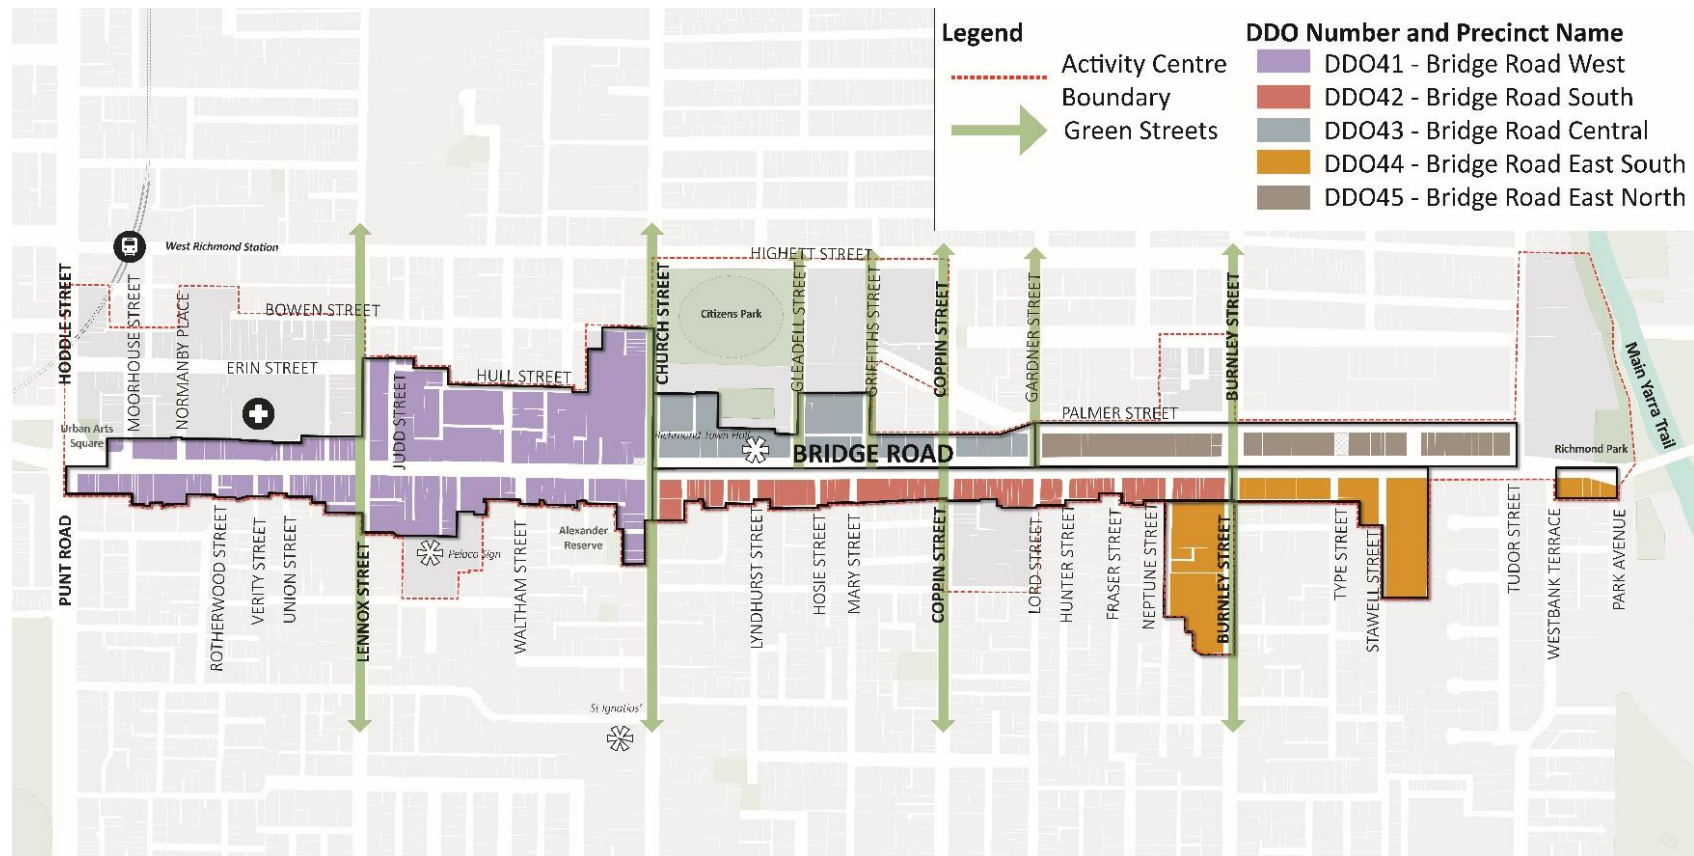 Legend
Activity Centre
Boundary
Green Streets
DDO Number and Precinct Name
DDO41 - Bridge Road West
DDO42 - Bridge Road South
DDO43 - Bridge Road Central
DDO44 - Bridge Road East South
DDO45 - Bridge Road East North
West Richmond Station
HIGHETT STREET
HODDLE STREET
MOORHOUSE STREET
NORMANBY PLACE
BOWEN STREET
ERIN STREET
HULL STREET
JUDD STREET
CHURCH STREET
Citizens Park
GLEADELL STREET
GRIFFITHS STREET
COPPIN STREET
GARDNER STREET
BURNLEY STREET
PALMER STREET
Main Yarra Trail
Urban Arts
Square
Richmond Town Hall
BRIDGE ROAD
Richmond Park
PUNT ROAD
ROTHERWOOD STREET
VERITY STREET
UNION STREET
LENNOX STREET
Pelaco Sign
WALTHAM STREET
Alexander
Reserve
LYNDHURST STREET
HOSIE STREET
MARY STREET
COPPIN STREET
LORD STREET
HUNTER STREET
FRASER STREET
NEPTUNE STREET
BURNLEY STREET
TYPE STREET
STAWELL STREET
TUDOR STREET
WESTBANK TERRACE
PARK AVENUE
St Ignatius'